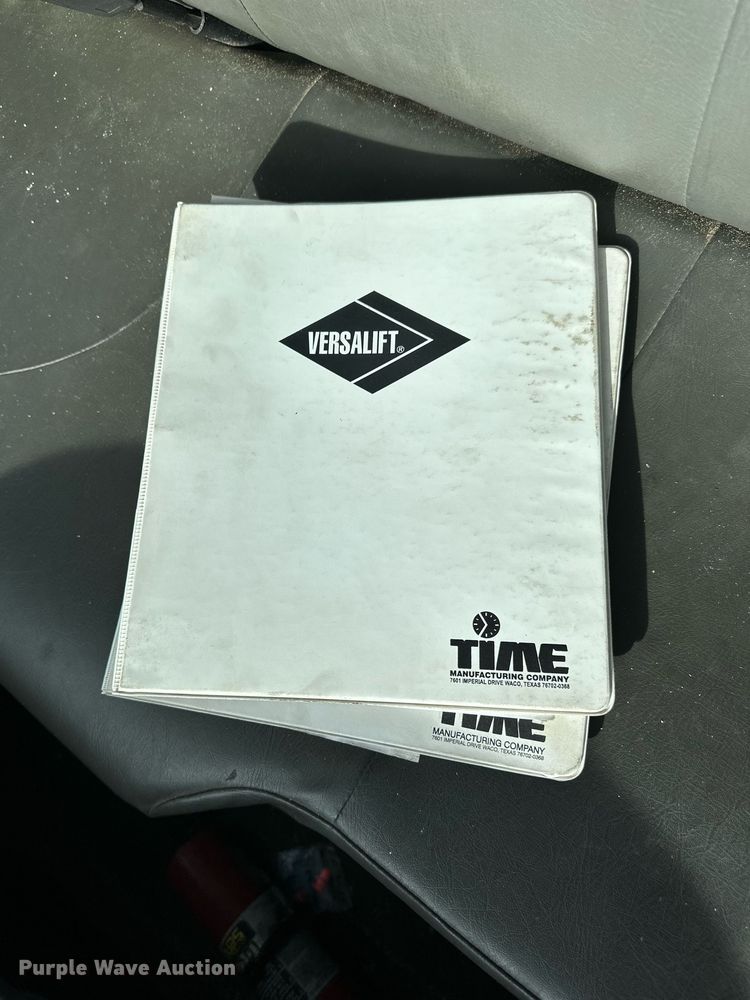 VERSALIFT®
TIME
MANUFACTURING COMPANY
7601 IMPERIAL DRIVE WACO, TEXAS 76702-0368
TIME
MANUFACTURING COMPANY
7601 IMPERIAL DRIVE WACO, TEXAS 76702-0368
Purple Wave Auction